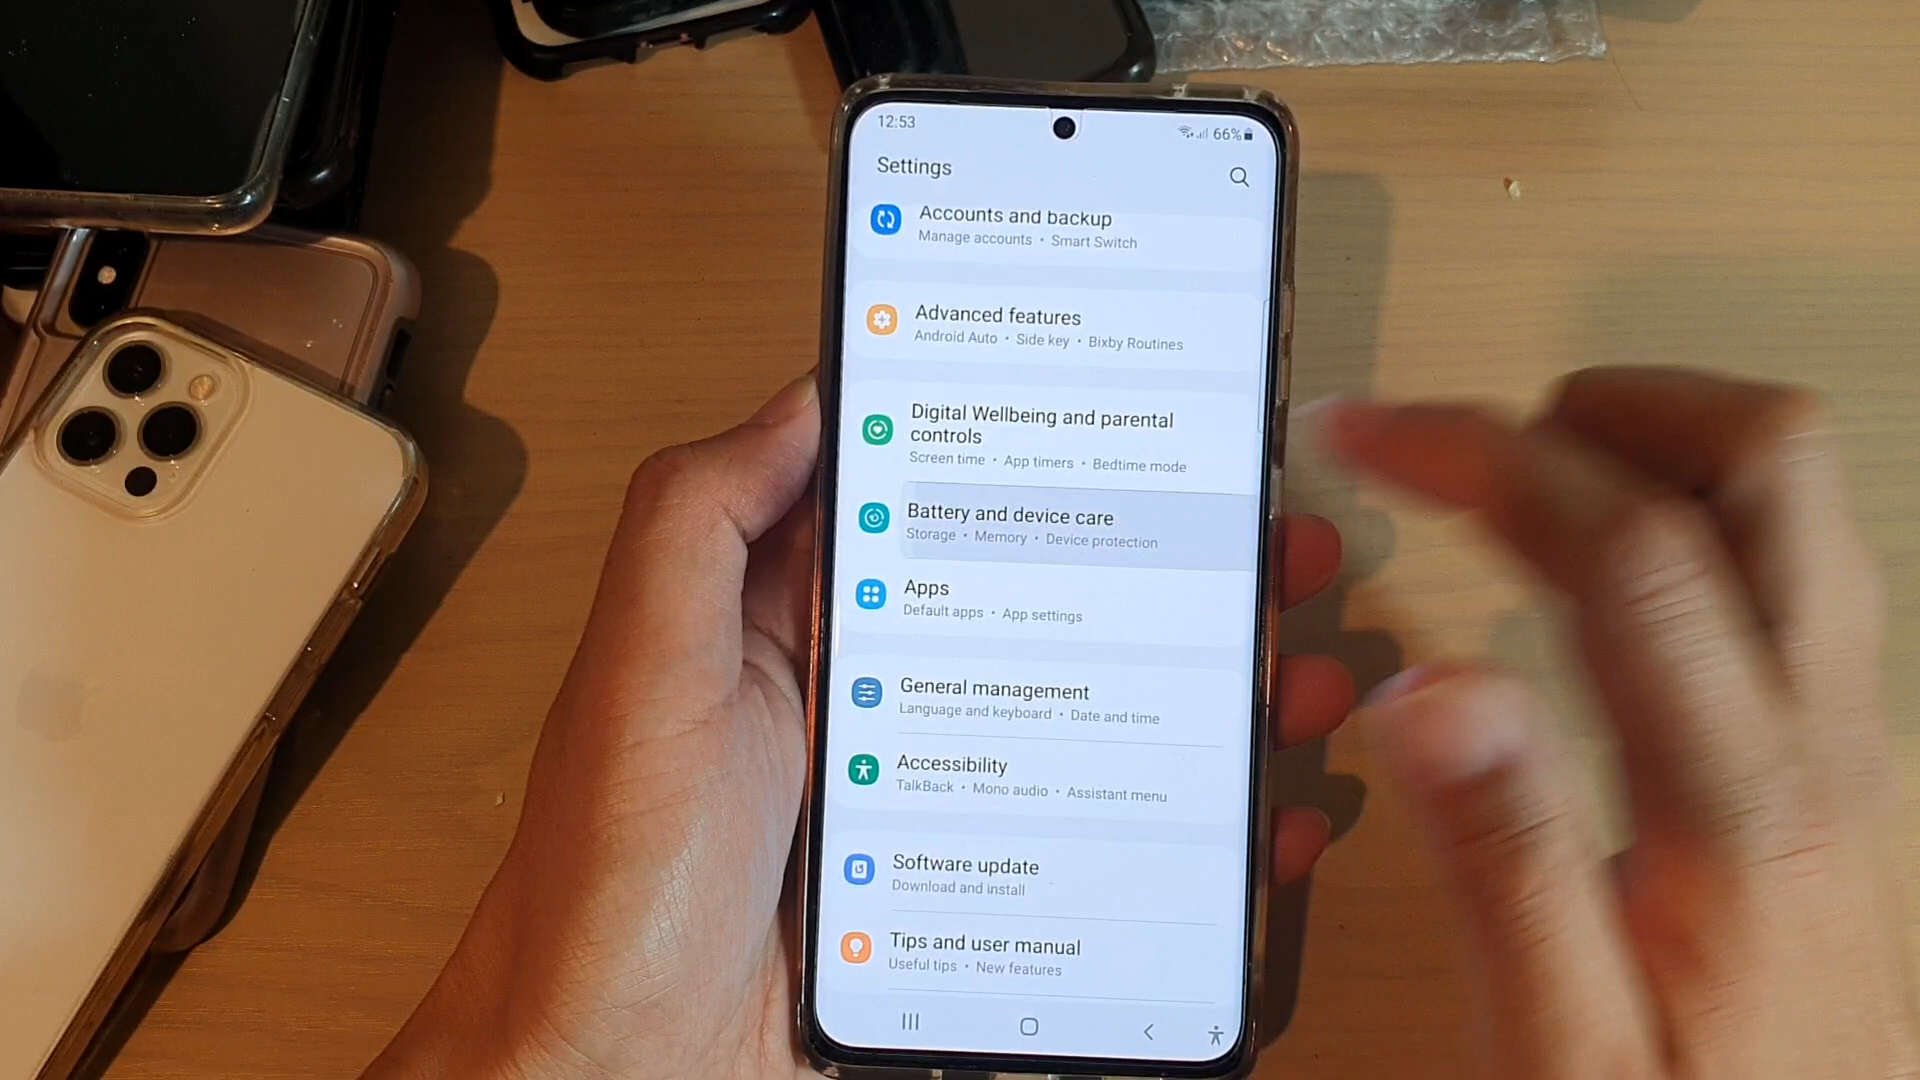 12:53
66%
Settings
Accounts and backup
Manage accounts • Smart Switch
Advanced features
Android Auto • Side key • Bixby Routines
Digital Wellbeing and parental
controls
Screen time • App timers • Bedtime mode
Battery and device care
Storage • Memory • Device protection
Apps
Default apps • App settings
General management
Language and keyboard • Date and time
Accessibility
TalkBack • Mono audio • Assistant menu
Software update
Download and install
Tips and user manual
Useful tips • New features